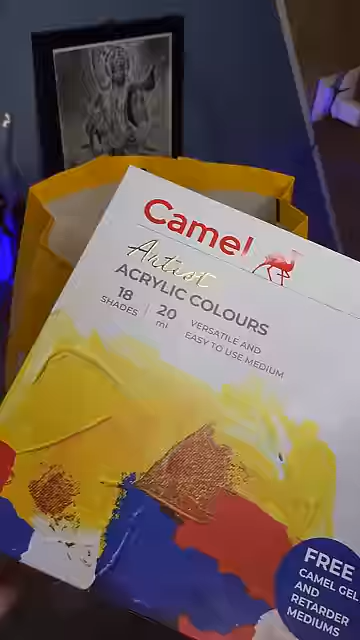 Camel
Artist
ACRYLIC COLOURS
18
SHADES
20
ml
VERSATILE AND
EASY TO USE MEDIUM
FREE
CAMEL GEL
AND
RETARDER
MEDIUMS